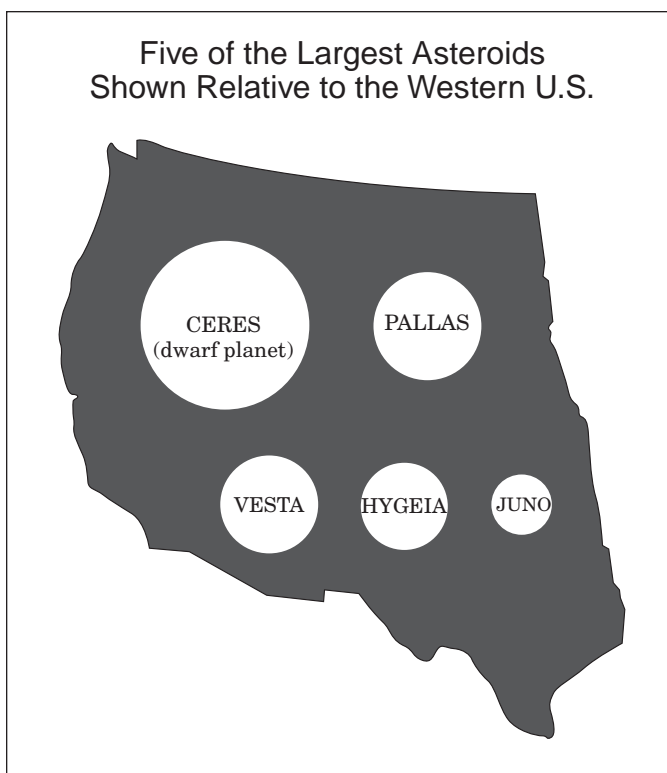 Five of the Largest Asteroids
Shown Relative to the Western U.S.
CERES
(dwarf planet)
PALLAS
VESTA
HYGEIA
JUNO